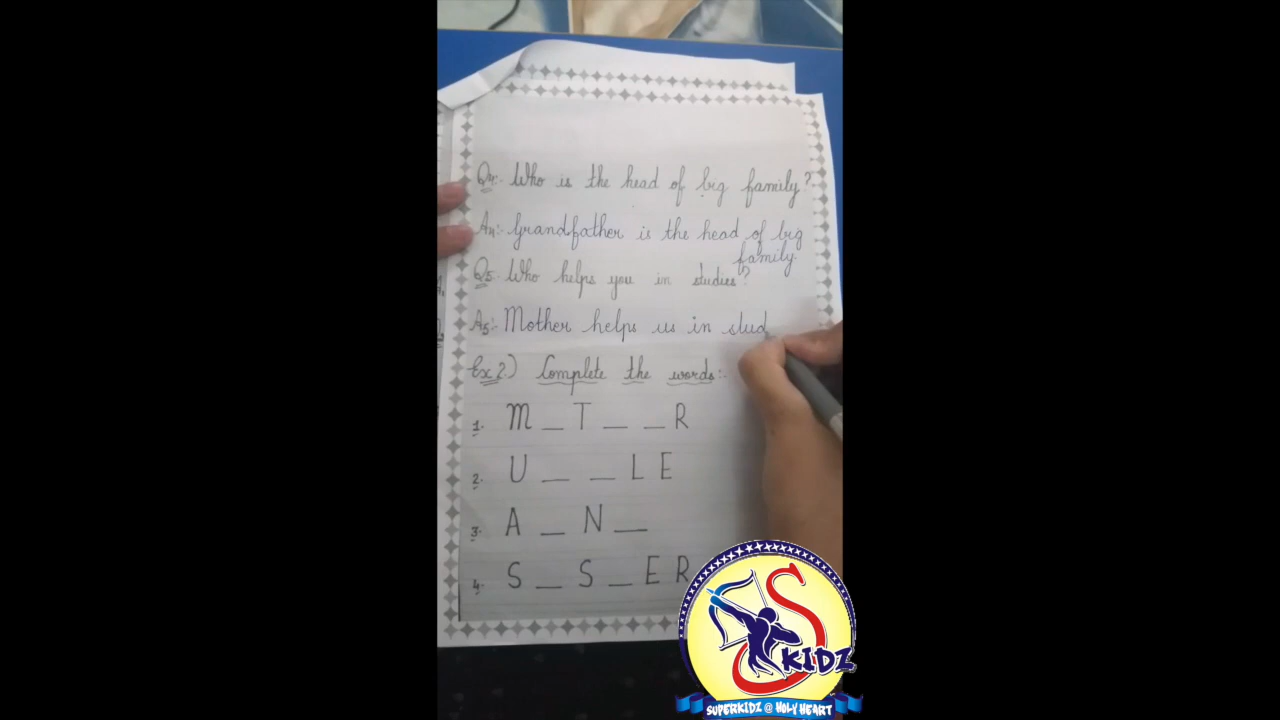 Q4:- Who is the head of big family?
A4:- Grandfather is the head of big
family.
Q5:- Who helps you in studies?
A5:- Mother helps us in stud
Ex 2.) Complete the words:-
1. M _ T _ _ R
2. U _ _ L E
3. A _ N _
4. S _ S _ E R
S
KIDZ
SUPERKIDZ @ HOLY HEART